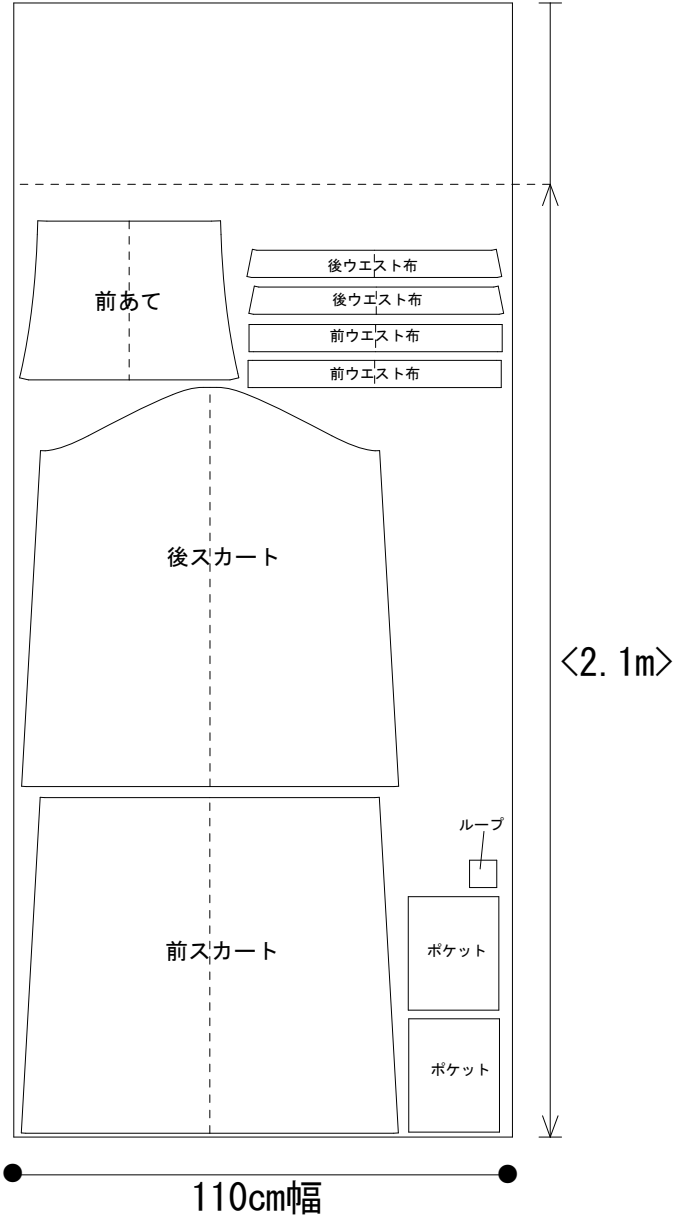 後ウエスト布
前あて
後ウエスト布
前ウエスト布
前ウエスト布
後スカート
<2.1m>
ループ
前スカート
ポケット
ポケット
110cm幅